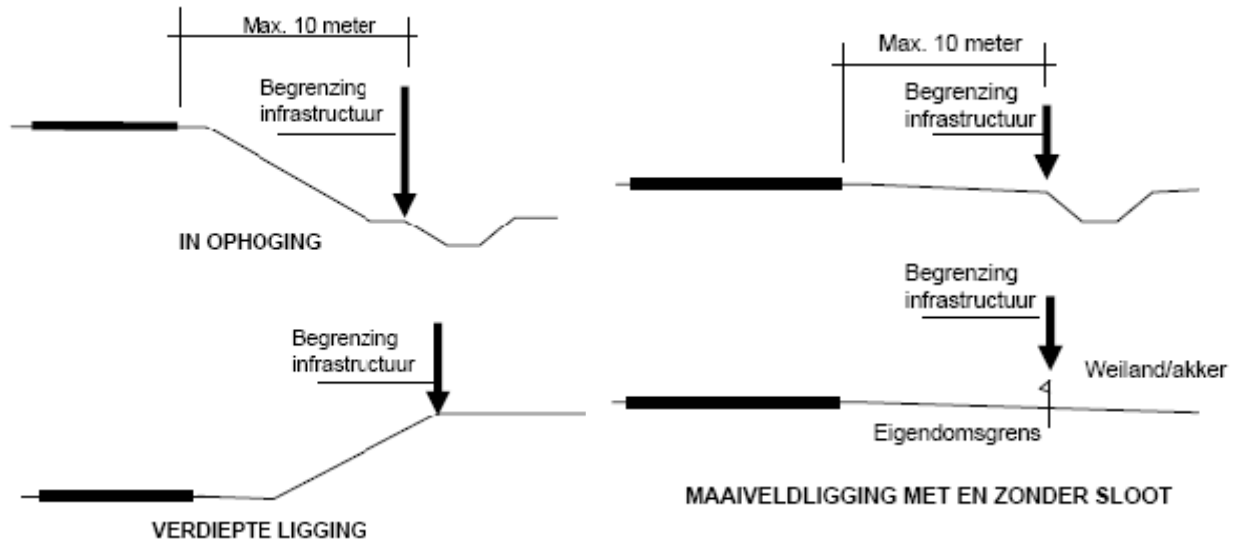 Max. 10 meter
Begrenzing
infrastructuur
IN OPHOGING
Begrenzing
infrastructuur
VERDIEPTE LIGGING
Max. 10 meter
Begrenzing
infrastructuur
Begrenzing
infrastructuur
Weiland/akker
Eigendomsgrens
MAAIVELDLIGGING MET EN ZONDER SLOOT